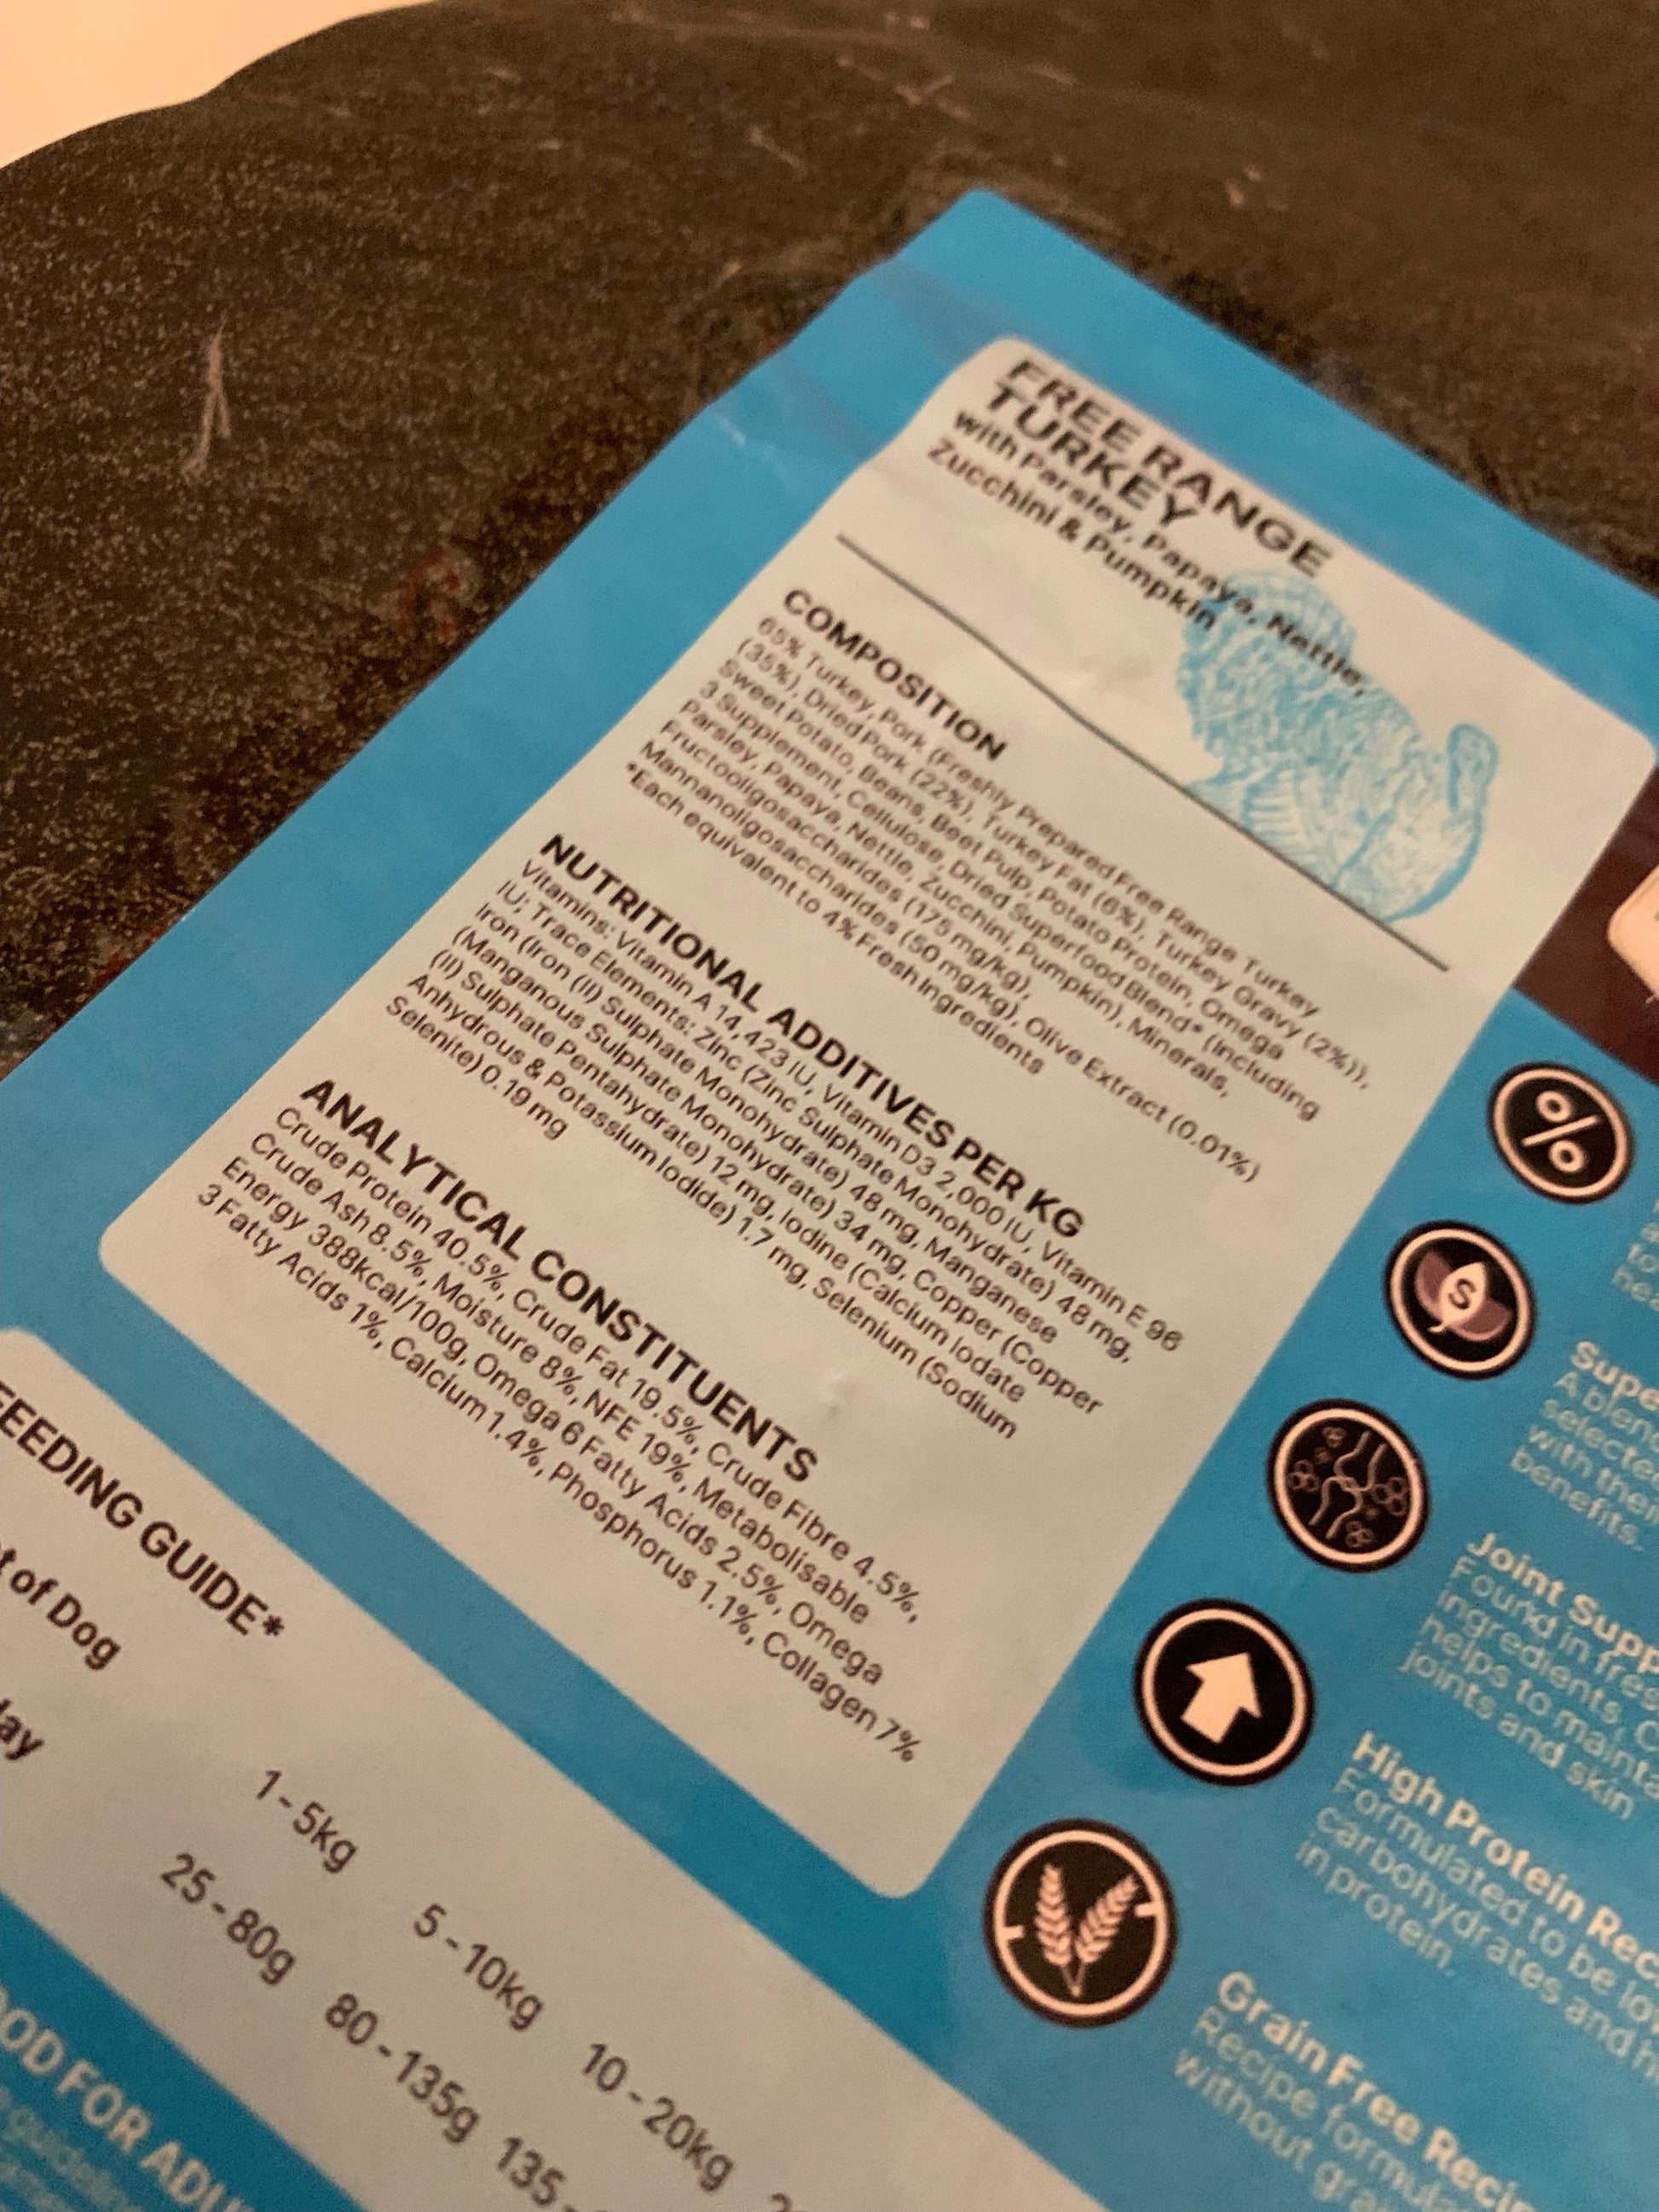 FREE RANGE
TURKEY
with Parsley, Papaya, Nettle,
Zucchini & Pumpkin
COMPOSITION
65% Turkey, Pork (Freshly Prepared Free Range Turkey
(35%), Dried Pork (22%), Turkey Fat (6%), Turkey Gravy (2%)),
Sweet Potato, Beans, Beet Pulp, Potato Protein, Omega
3 Supplement, Cellulose, Dried Superfood Blend* (Including
Parsley, Papaya, Nettle, Zucchini, Pumpkin), Minerals,
Fructooligosaccharides (175 mg/kg),
Mannanoligosaccharides (50 mg/kg), Olive Extract (0.01%)
*Each equivalent to 4% Fresh Ingredients
NUTRITIONAL ADDITIVES PER KG
Vitamins: Vitamin A 14,423 IU, Vitamin D3 2,000 IU, Vitamin E 96
IU; Trace Elements: Zinc (Zinc Sulphate Monohydrate) 48 mg,
Iron (Iron (II) Sulphate Monohydrate) 48 mg, Manganese
(Manganous Sulphate Monohydrate) 34 mg, Copper (Copper
(II) Sulphate Pentahydrate) 12 mg, Iodine (Calcium Iodate
Anhydrous & Potassium Iodide) 1.7 mg, Selenium (Sodium
Selenite) 0.19 mg
ANALYTICAL CONSTITUENTS
Crude Protein 40.5%, Crude Fat 19.5%, Crude Fibre 4.5%,
Crude Ash 8.5%, Moisture 8%, NFE 19%, Metabolisable
Energy 388kcal/100g, Omega 6 Fatty Acids 2.5%, Omega
3 Fatty Acids 1%, Calcium 1.4%, Phosphorus 1.1%, Collagen 7%
FEEDING GUIDE*
of Dog
1 - 5kg
5 - 10kg
10 - 20kg
25 - 80g
80 - 135g
135 -
OOD FOR ADU
%
S
Supe
A blend
selected
with their
benefits.
Joint Supp
Found in fres
ingredients, C
helps to mainta
joints and skin
High Protein Rec
Formulated to be lo
carbohydrates and h
in protein.
Grain Free Reci
Recipe formula
without gra